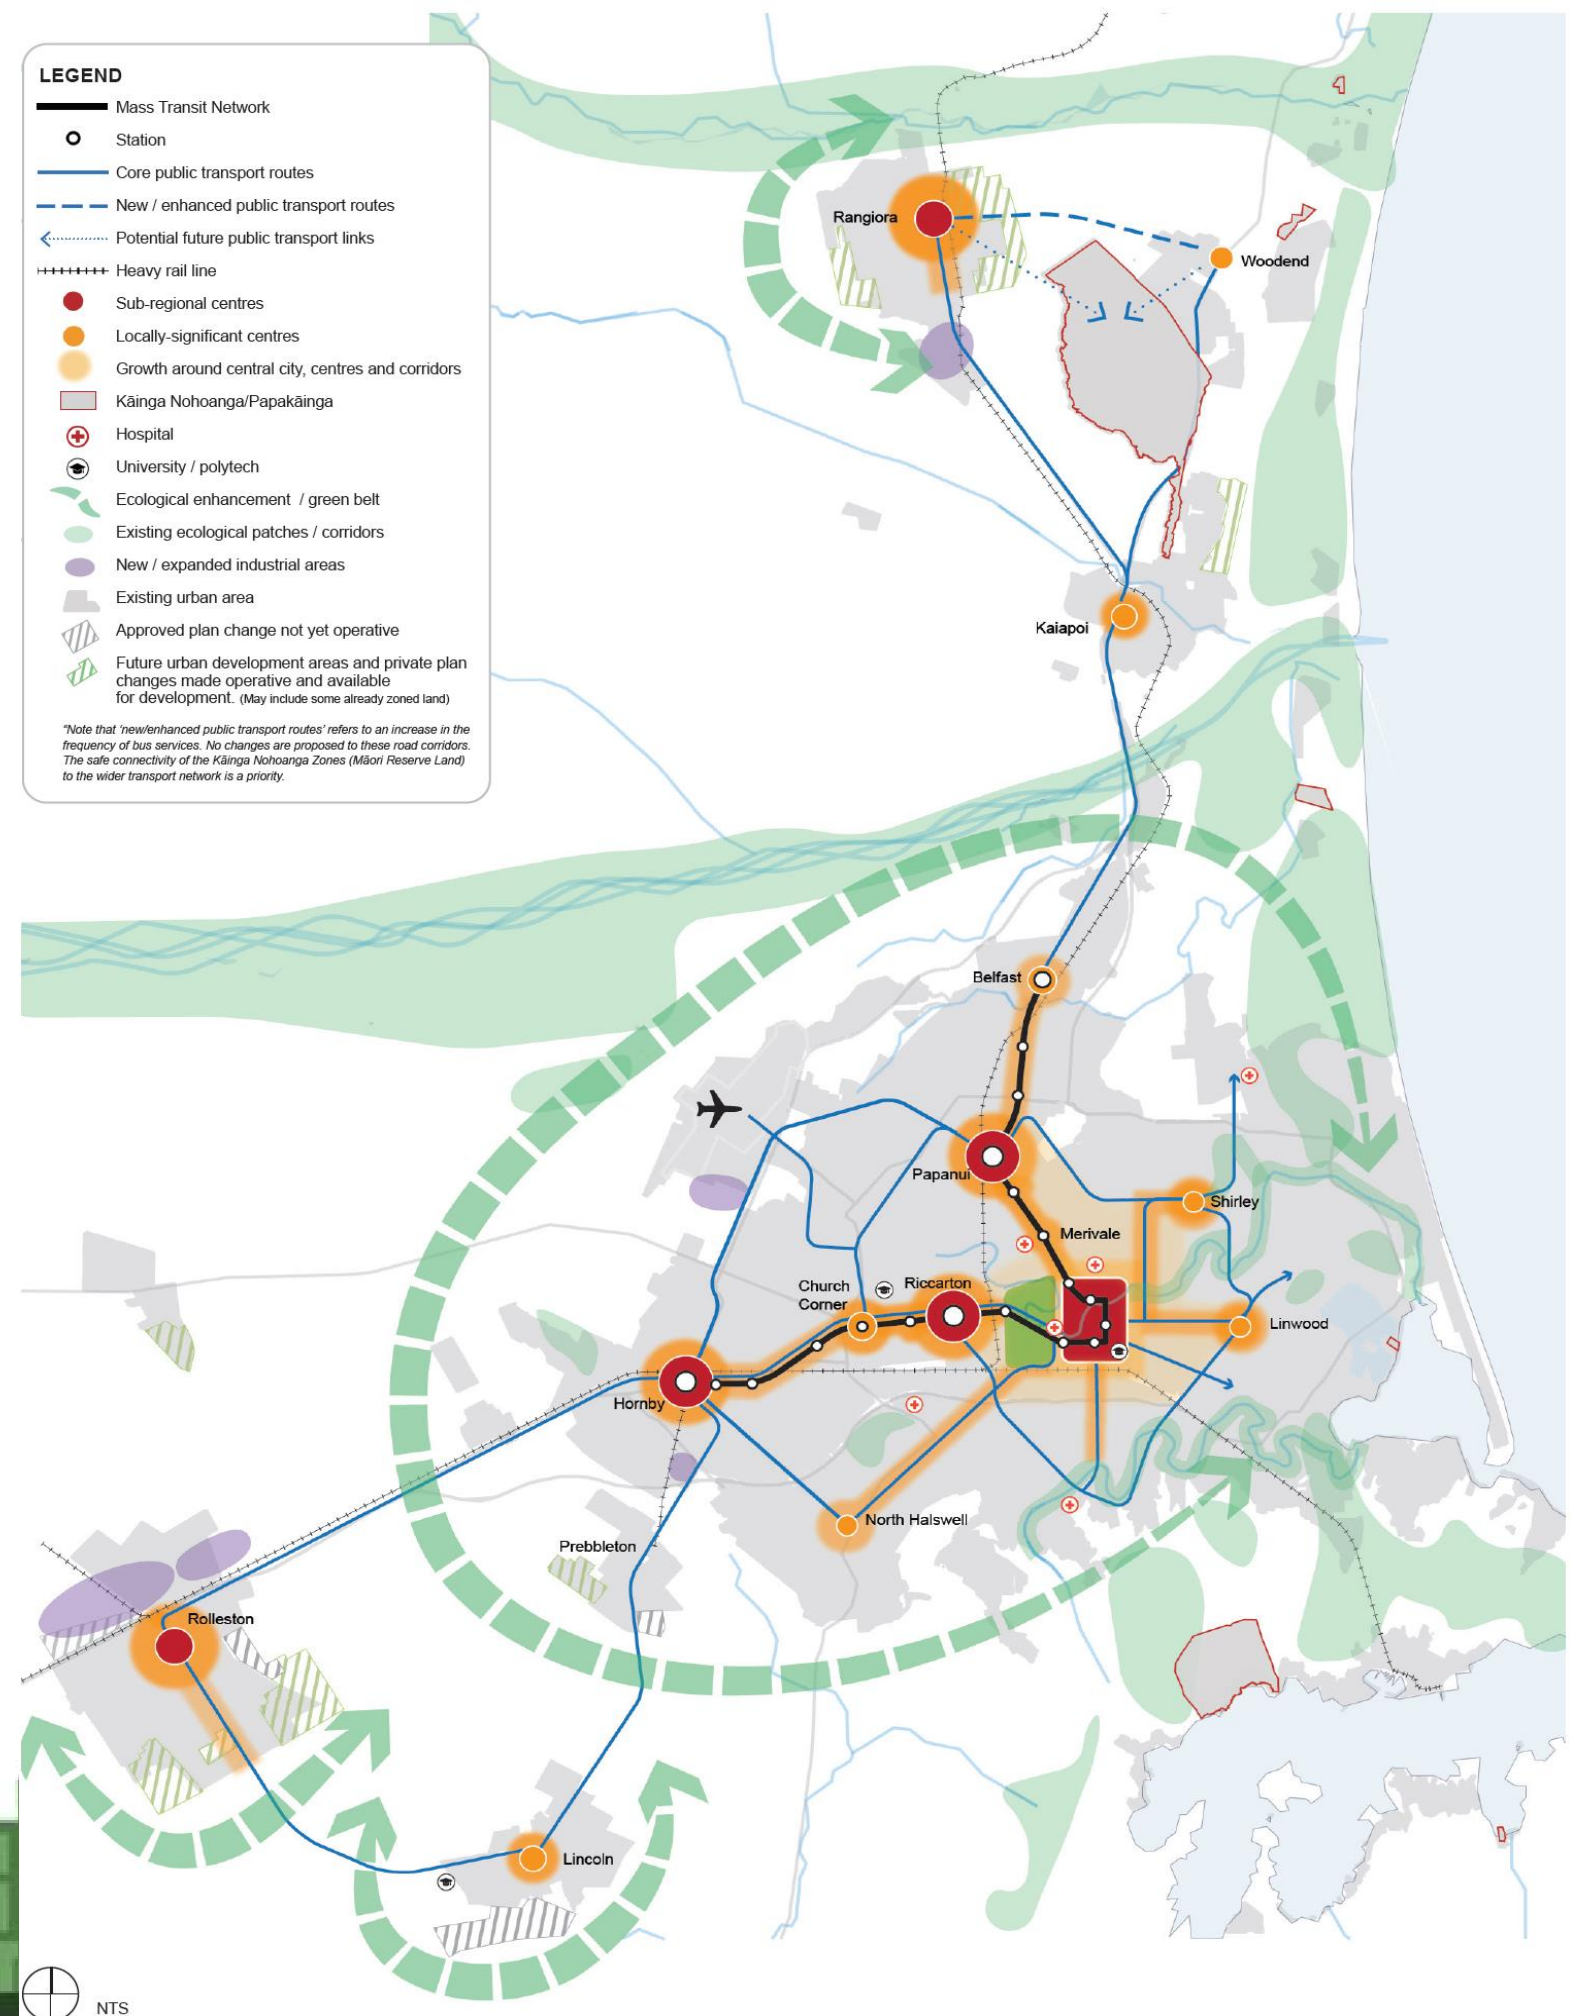 LEGEND
Mass Transit Network
Station
Core public transport routes
New / enhanced public transport routes
Potential future public transport links
Heavy rail line
Sub-regional centres
Locally-significant centres
Growth around central city, centres and corridors
Kāinga Nohoanga/Papakāinga
Hospital
University / polytech
Ecological enhancement / green belt
Existing ecological patches / corridors
New / expanded industrial areas
Existing urban area
Approved plan change not yet operative
Future urban development areas and private plan
changes made operative and available
for development. (May include some already zoned land)
"Note that 'new/enhanced public transport routes' refers to an increase in the
frequency of bus services. No changes are proposed to these road corridors.
The safe connectivity of the Kāinga Nohoanga Zones (Māori Reserve Land)
to the wider transport network is a priority.
Rangiora
Woodend
Kaiapoi
Belfast
Papanui
Shirley
Merivale
Church
Corner
Riccarton
Linwood
Hornby
North Halswell
Prebbleton
Rolleston
Lincoln
NTS